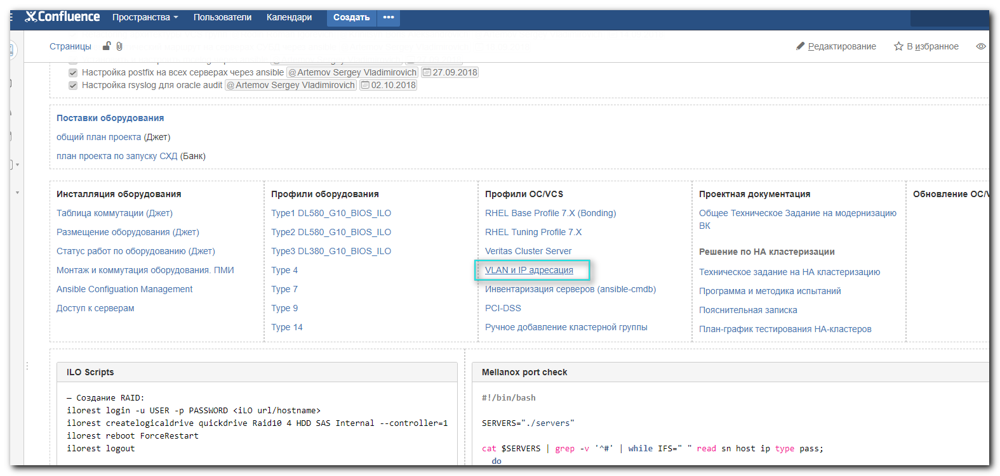 Confluence Пространства Пользователи Календари Создать •••
Страницы Редактирование В избранное
Настройка postfix на всех серверах через ansible @Artemov Sergey Vladimirovich 27.09.2018
Настройка rsyslog для oracle audit @Artemov Sergey Vladimirovich 02.10.2018
Поставки оборудования
общий план проекта (Джет)
план проекта по запуску СХД (Банк)
Инсталляция оборудования
Таблица коммутации (Джет)
Размещение оборудования (Джет)
Статус работ по оборудованию (Джет)
Монтаж и коммутация оборудования. ПМИ
Ansible Configuation Management
Доступ к серверам
Профили оборудования
Type1 DL580_G10_BIOS_ILO
Type2 DL580_G10_BIOS_ILO
Type3 DL380_G10_BIOS_ILO
Type 4
Type 7
Type 9
Type 14
Профили ОС/VCS
RHEL Base Profile 7.X (Bonding)
RHEL Tuning Profile 7.X
Veritas Cluster Server
VLAN и IP адресация
Инвентаризация серверов (ansible-cmdb)
PCI-DSS
Ручное добавление кластерной группы
Проектная документация
Общее Техническое Задание на модернизацию
ВК
Решение по НА кластеризации
Техническое задание на НА кластеризацию
Программа и методика испытаний
Пояснительная записка
План-график тестирования НА-кластеров
Обновление ОС/V
ILO Scripts
— Создание RAID:
ilorest login -u USER -p PASSWORD <iLO url/hostname>
ilorest createlogicaldrive quickdrive Raid10 4 HDD SAS Internal --controller=1
ilorest reboot ForceRestart
ilorest logout
Mellanox port check
#!/bin/bash
SERVERS="./servers"
cat $SERVERS | grep -v '^#' | while IFS=" " read sn host ip type pass;
do